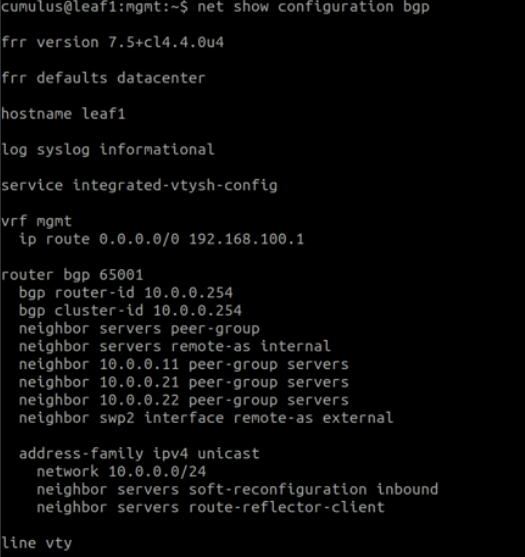 cumulus@leaf1:mgmt:~$ net show configuration bgp
frr version 7.5+cl4.4.0u4
frr defaults datacenter
hostname leaf1
log syslog informational
service integrated-vtysh-config
vrf mgmt
  ip route 0.0.0.0/0 192.168.100.1
router bgp 65001
  bgp router-id 10.0.0.254
  bgp cluster-id 10.0.0.254
  neighbor servers peer-group
  neighbor servers remote-as internal
  neighbor 10.0.0.11 peer-group servers
  neighbor 10.0.0.21 peer-group servers
  neighbor 10.0.0.22 peer-group servers
  neighbor swp2 interface remote-as external
  address-family ipv4 unicast
    network 10.0.0.0/24
    neighbor servers soft-reconfiguration inbound
    neighbor servers route-reflector-client
line vty